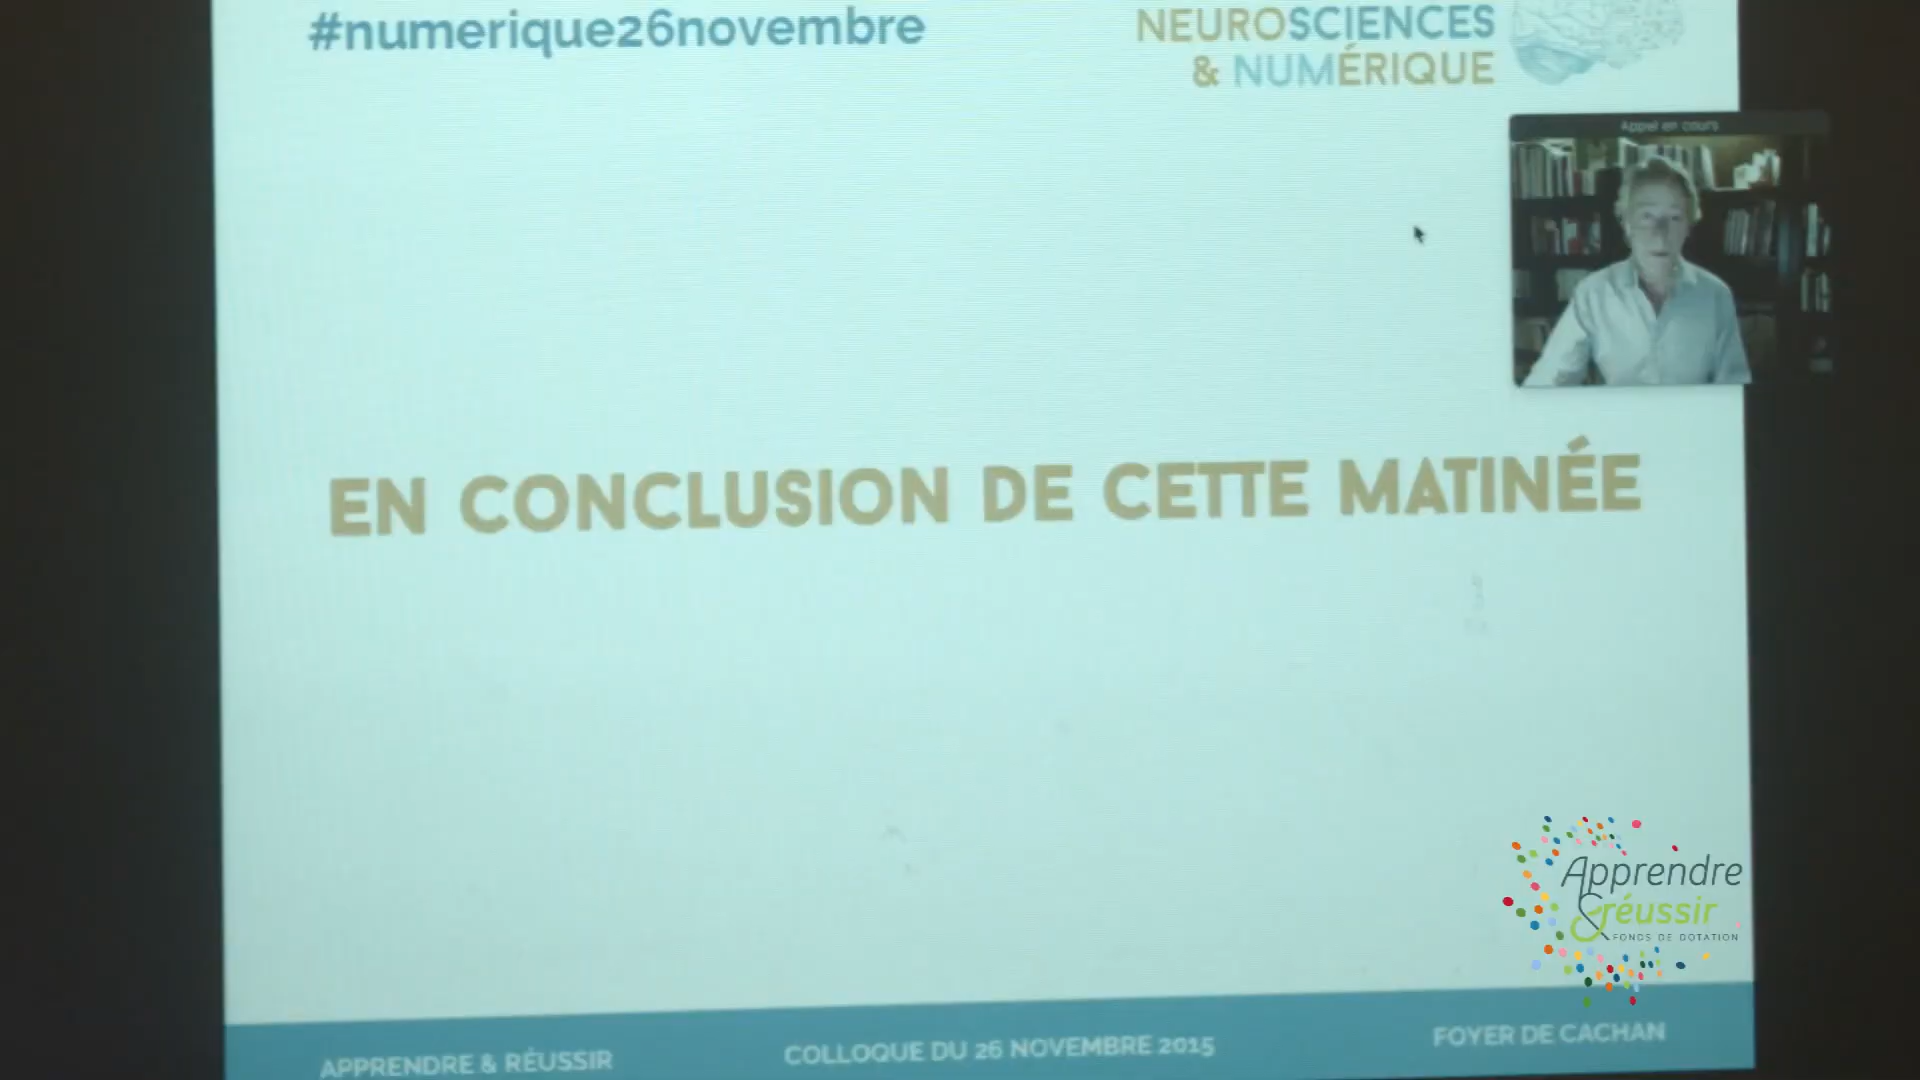 #numerique26novembre
NEUROSCIENCES
& NUMÉRIQUE
Appel en cours
EN CONCLUSION DE CETTE MATINÉE
Apprendre
& réussir
FONDS DE DOTATION
APPRENDRE & RÉUSSIR
COLLOQUE DU 26 NOVEMBRE 2015
FOYER DE CACHAN